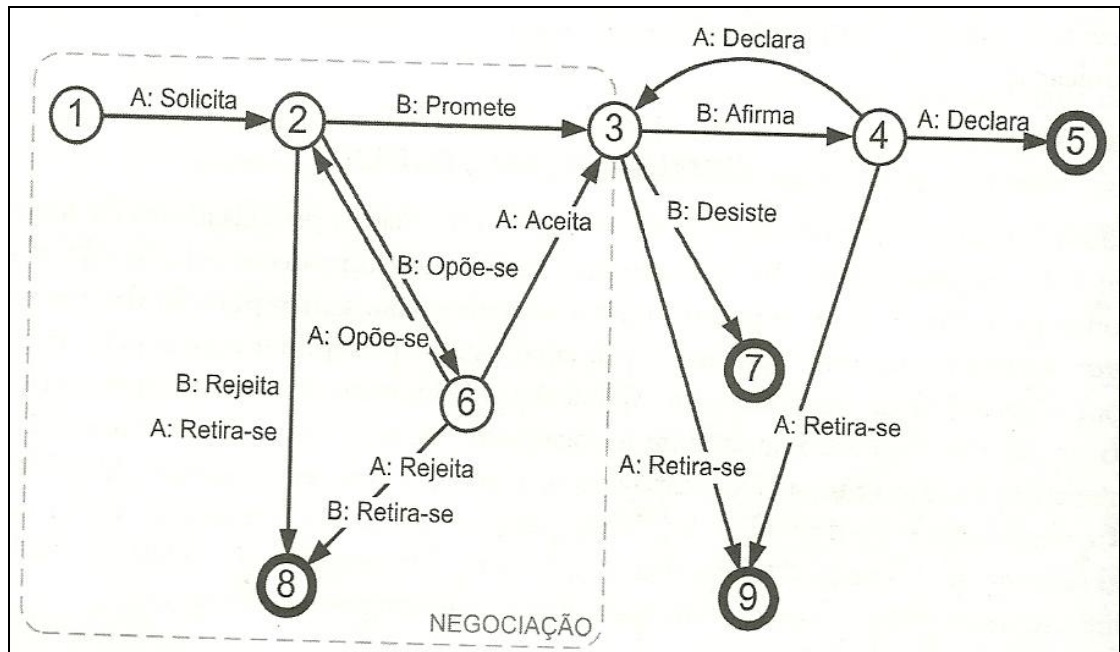 A: Declara
1
A: Solicita
2
B: Promete
3
B: Afirma
4
A: Declara
5
B: Desiste
A: Aceita
B: Opõe-se
A: Opõe-se
7
B: Rejeita
6
A: Retira-se
A: Retira-se
A: Rejeita
A: Retira-se
B: Retira-se
8
9
NEGOCIAÇÃO